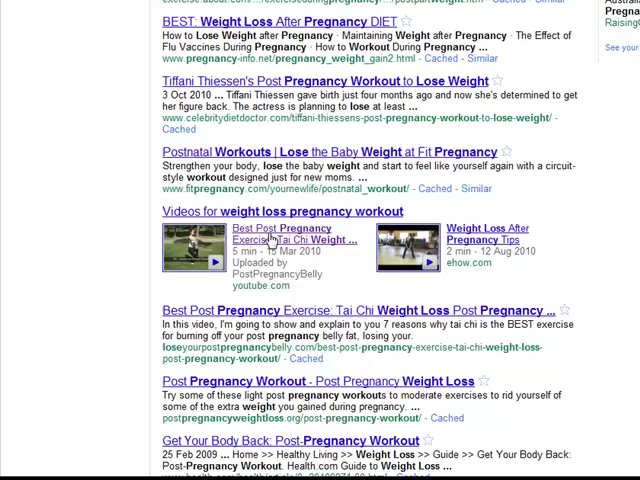 Austral
Pregna
Raising
See your
BEST: Weight Loss After Pregnancy DIET
How to Lose Weight after Pregnancy · Maintaining Weight after Pregnancy · The Effect of
Flu Vaccines During Pregnancy · How to Workout During Pregnancy ...
www.pregnancy-info.net/pregnancy_weight_gain2.html - Cached - Similar
Tiffani Thiessen's Post Pregnancy Workout to Lose Weight
3 Oct 2010 ... Tiffani Thiessen gave birth just four months ago and now she's determined to get
her figure back. The actress is planning to lose at least ...
www.celebritydietdoctor.com/tiffani-thiessens-post-pregnancy-workout-to-lose-weight/ -
Cached
Postnatal Workouts | Lose the Baby Weight at Fit Pregnancy
Strengthen your body, lose the baby weight and start to feel like yourself again with a circuit-
style workout designed just for new moms. ...
www.fitpregnancy.com/yournewlife/postnatal_workout/ - Cached - Similar
Videos for weight loss pregnancy workout
Best Post Pregnancy
Tai Chi Weight ...
5 min - 15 Mar 2010
Uploaded by
PostPregnancyBelly
youtube.com
Weight Loss After
Pregnancy Tips
2 min - 12 Aug 2010
ehow.com
Best Post Pregnancy Exercise: Tai Chi Weight Loss Post Pregnancy ...
In this video, I'm going to show and explain to you 7 reasons why tai chi is the BEST exercise
for burning off your post pregnancy belly fat, losing your.
loseyourpostpregnancybelly.com/best-post-pregnancy-exercise-tai-chi-weight-loss-
post-pregnancy-workout/ - Cached
Post Pregnancy Workout - Post Pregnancy Weight Loss
Try some of these light post pregnancy workouts to moderate exercises to rid yourself of
some of the extra weight you gained during pregnancy. ...
postpregnancyweightloss.org/post-pregnancy-workout/ - Cached
Get Your Body Back: Post-Pregnancy Workout
25 Feb 2009 ... Home >> Healthy Living >> Weight Loss >> Guide >> Get Your Body Back:
Post-Pregnancy Workout. Health.com Guide to Weight Loss ...